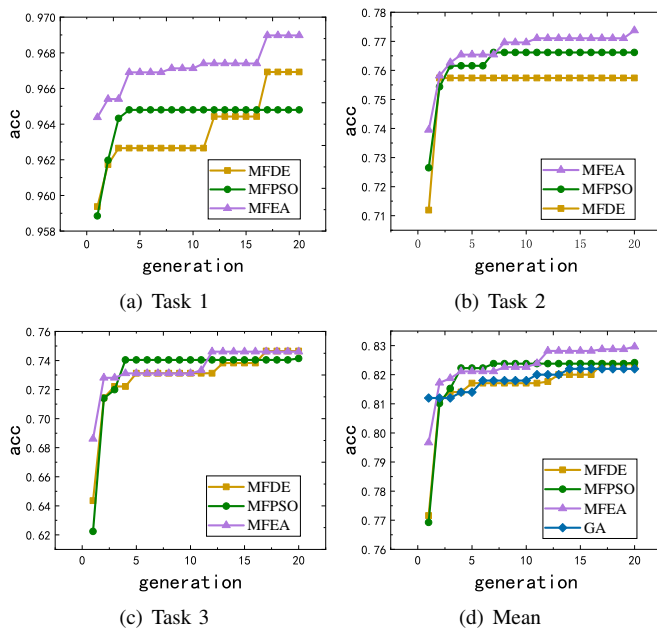 0.970
0.968
0.966
0.964
0.962
0.960
0.958
acc
0 5 10 15 20
generation
MFDE
MFPSO
MFEA
(a) Task 1
0.78
0.77
0.76
0.75
0.74
0.73
0.72
0.71
acc
0 5 10 15 20
generation
MFEA
MFPSO
MFDE
(b) Task 2
0.76
0.74
0.72
0.70
0.68
0.66
0.64
0.62
acc
0 5 10 15 20
generation
MFDE
MFPSO
MFEA
(c) Task 3
0.83
0.82
0.81
0.80
0.79
0.78
0.77
0.76
acc
0 5 10 15 20
generation
MFDE
MFPSO
MFEA
GA
(d) Mean